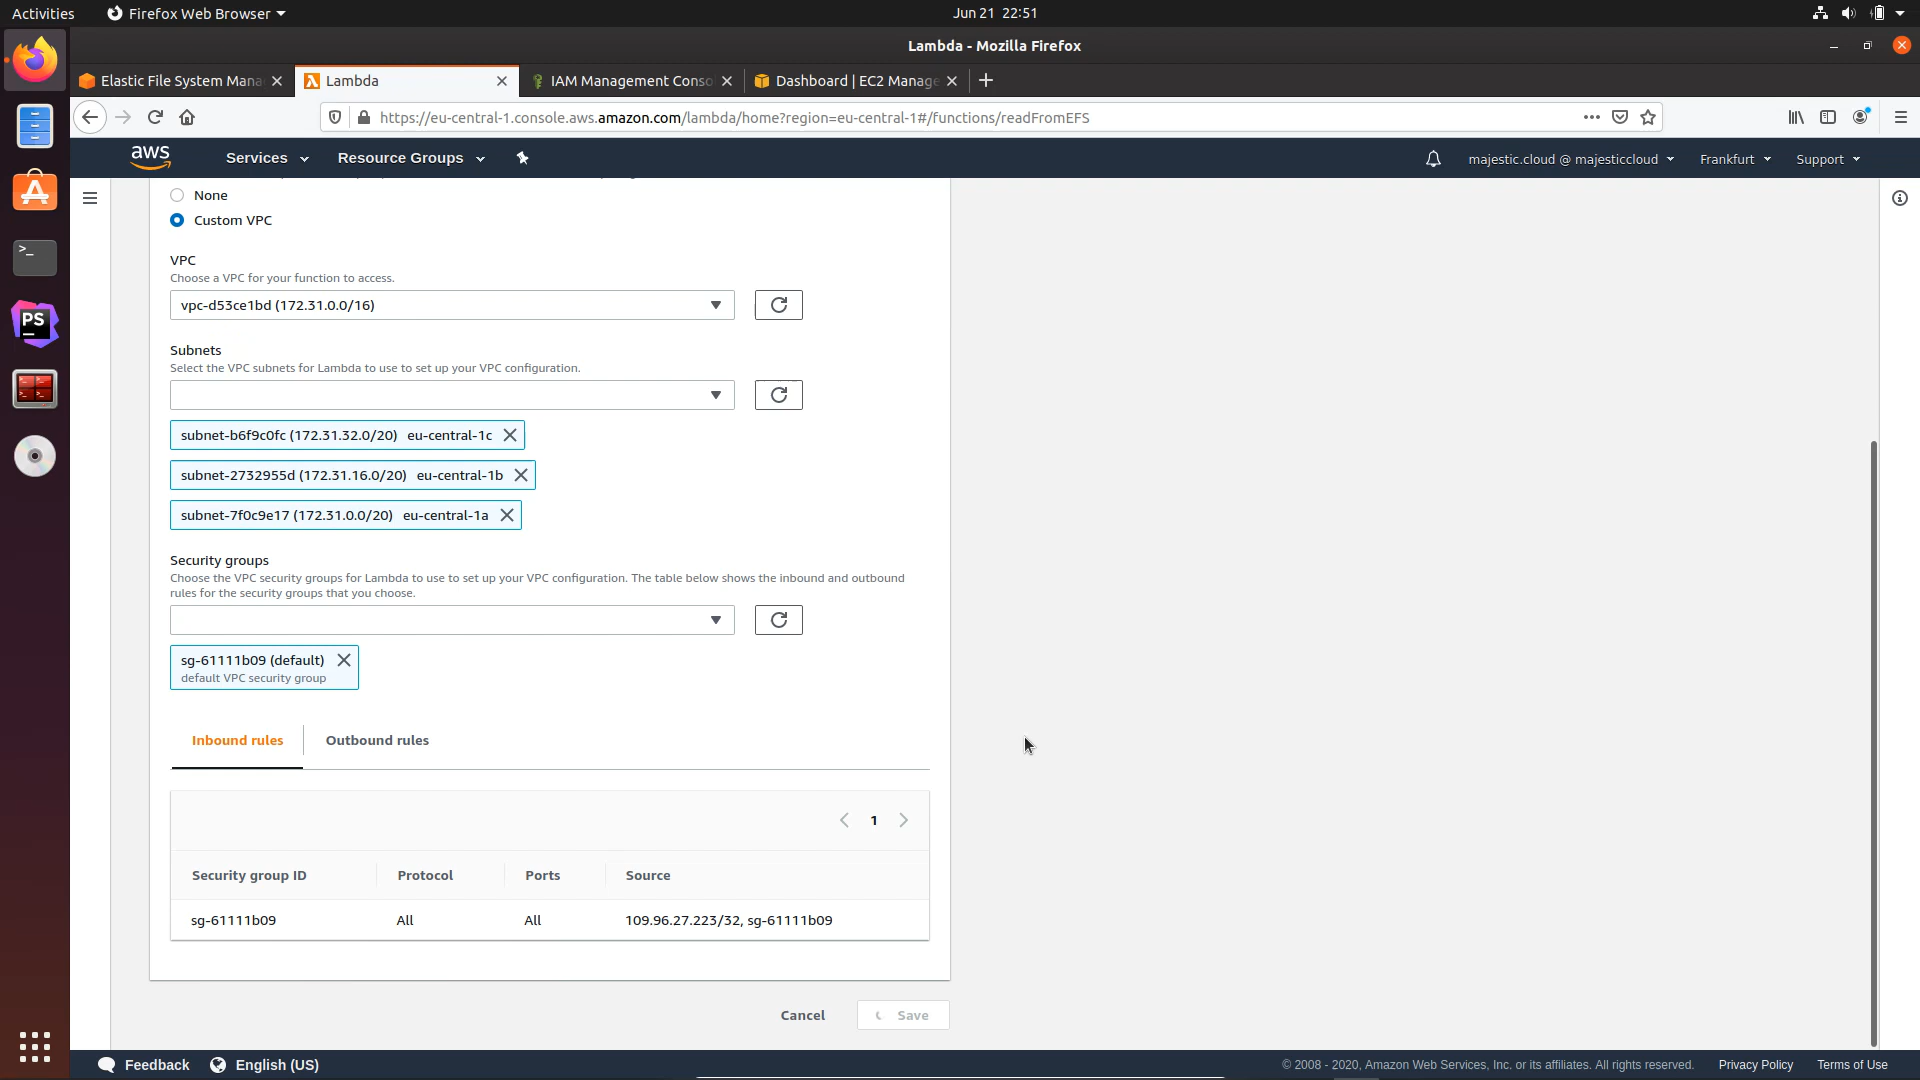 Activities
Firefox Web Browser
Jun 21 22:51
Lambda - Mozilla Firefox
Elastic File System Mana
Lambda
IAM Management Conso
Dashboard | EC2 Manage
https://eu-central-1.console.aws.amazon.com/lambda/home?region=eu-central-1#/functions/readFromEFS
aws
Services
Resource Groups
majestic.cloud @ majesticcloud
Frankfurt
Support
None
Custom VPC
VPC
Choose a VPC for your function to access.
vpc-d53ce1bd (172.31.0.0/16)
Subnets
Select the VPC subnets for Lambda to use to set up your VPC configuration.
subnet-b6f9c0fc (172.31.32.0/20) eu-central-1c
subnet-2732955d (172.31.16.0/20) eu-central-1b
subnet-7f0c9e17 (172.31.0.0/20) eu-central-1a
Security groups
Choose the VPC security groups for Lambda to use to set up your VPC configuration. The table below shows the inbound and outbound
rules for the security groups that you choose.
sg-61111b09 (default)
default VPC security group
Inbound rules
Outbound rules
1
Security group ID
Protocol
Ports
Source
sg-61111b09
All
All
109.96.27.223/32, sg-61111b09
Cancel
Save
PS
Feedback
English (US)
© 2008 - 2020, Amazon Web Services, Inc. or its affiliates. All rights reserved.
Privacy Policy
Terms of Use